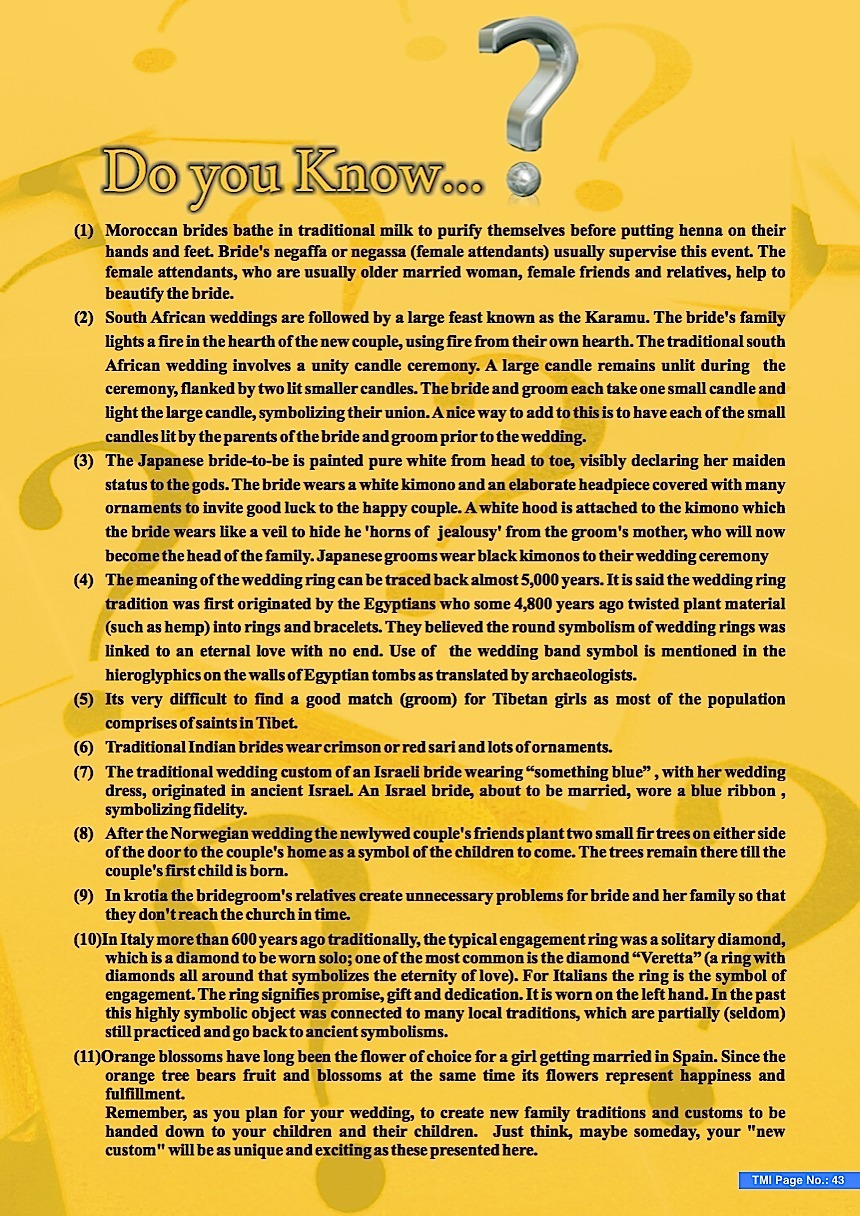 Do you Know...?
(1) Moroccan brides bathe in traditional milk to purify themselves before putting henna on their
hands and feet. Bride's negaffa or negassa (female attendants) usually supervise this event. The
female attendants, who are usually older married woman, female friends and relatives, help to
beautify the bride.
(2) South African weddings are followed by a large feast known as the Karamu. The bride's family
lights a fire in the hearth of the new couple, using fire from their own hearth. The traditional south
African wedding involves a unity candle ceremony. A large candle remains unlit during the
ceremony, flanked by two lit smaller candles. The bride and groom each take one small candle and
light the large candle, symbolizing their union. A nice way to add to this is to have each of the small
candles lit by the parents of the bride and groom prior to the wedding.
(3) The Japanese bride-to-be is painted pure white from head to toe, visibly declaring her maiden
status to the gods. The bride wears a white kimono and an elaborate headpiece covered with many
ornaments to invite good luck to the happy couple. A white hood is attached to the kimono which
the bride wears like a veil to hide he 'horns of jealousy' from the groom's mother, who will now
become the head of the family. Japanese grooms wear black kimonos to their wedding ceremony
(4) The meaning of the wedding ring can be traced back almost 5,000 years. It is said the wedding ring
tradition was first originated by the Egyptians who some 4,800 years ago twisted plant material
(such as hemp) into rings and bracelets. They believed the round symbolism of wedding rings was
linked to an eternal love with no end. Use of the wedding band symbol is mentioned in the
hieroglyphics on the walls of Egyptian tombs as translated by archaeologists.
(5) Its very difficult to find a good match (groom) for Tibetan girls as most of the population
comprises of saints in Tibet.
(6) Traditional Indian brides wear crimson or red sari and lots of ornaments.
(7) The traditional wedding custom of an Israeli bride wearing “something blue” , with her wedding
dress, originated in ancient Israel. An Israel bride, about to be married, wore a blue ribbon ,
symbolizing fidelity.
(8) After the Norwegian wedding the newlywed couple's friends plant two small fir trees on either side
of the door to the couple's home as a symbol of the children to come. The trees remain there till the
couple's first child is born.
(9) In krotia the bridegroom's relatives create unnecessary problems for bride and her family so that
they don't reach the church in time.
(10)In Italy more than 600 years ago traditionally, the typical engagement ring was a solitary diamond,
which is a diamond to be worn solo; one of the most common is the diamond “Veretta” (a ring with
diamonds all around that symbolizes the eternity of love). For Italians the ring is the symbol of
engagement. The ring signifies promise, gift and dedication. It is worn on the left hand. In the past
this highly symbolic object was connected to many local traditions, which are partially (seldom)
still practiced and go back to ancient symbolisms.
(11)Orange blossoms have long been the flower of choice for a girl getting married in Spain. Since the
orange tree bears fruit and blossoms at the same time its flowers represent happiness and
fulfillment.
Remember, as you plan for your wedding, to create new family traditions and customs to be
handed down to your children and their children. Just think, maybe someday, your "new
custom" will be as unique and exciting as these presented here.
TMI Page No.: 43